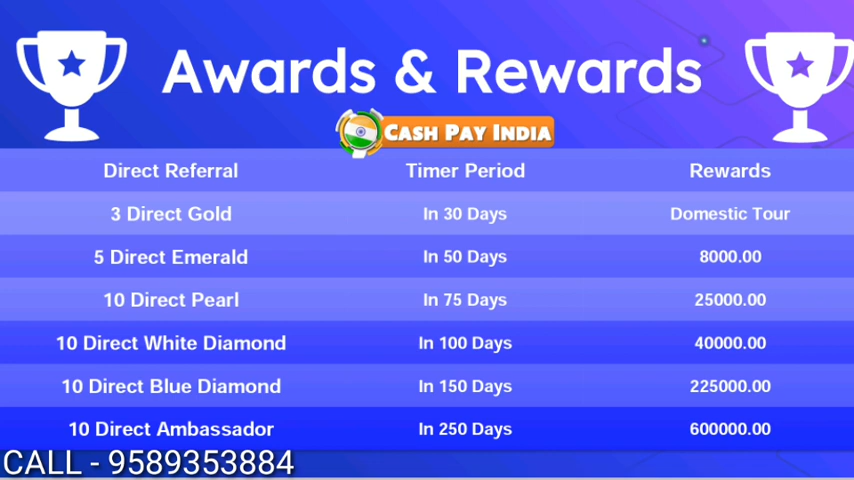 Awards & Rewards
CASH PAY INDIA
Direct Referral Timer Period Rewards
3 Direct Gold In 30 Days Domestic Tour
5 Direct Emerald In 50 Days 8000.00
10 Direct Pearl In 75 Days 25000.00
10 Direct White Diamond In 100 Days 40000.00
10 Direct Blue Diamond In 150 Days 225000.00
10 Direct Ambassador In 250 Days 600000.00
CALL - 9589353884